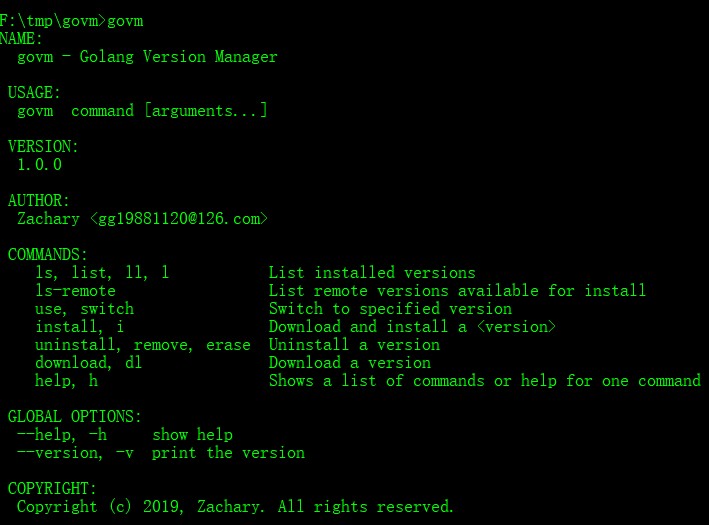 F:\tmp\govm>govm
NAME:
govm - Golang Version Manager
USAGE:
govm  command [arguments...]
VERSION:
1.0.0
AUTHOR:
Zachary <gg19881120@126.com>
COMMANDS:
ls, list, ll, l                 List installed versions
ls-remote                       List remote versions available for install
use, switch                     Switch to specified version
install, i                      Download and install a <version>
uninstall, remove, erase  Uninstall a version
download, dl                    Download a version
help, h                         Shows a list of commands or help for one command
GLOBAL OPTIONS:
--help, -h     show help
--version, -v  print the version
COPYRIGHT:
Copyright (c) 2019, Zachary. All rights reserved.